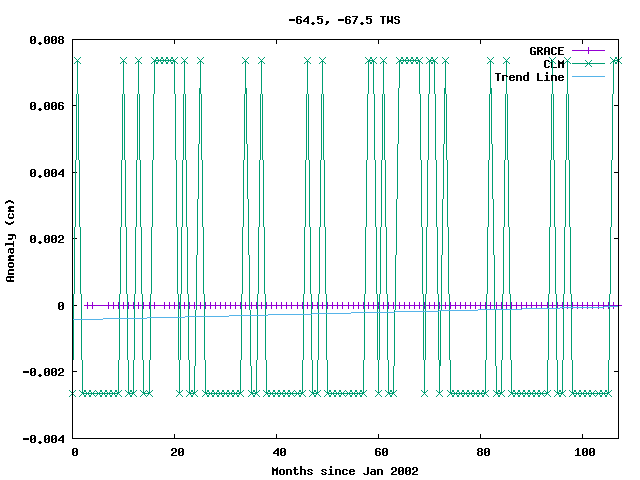 -64.5, -67.5 TWS
GRACE
CLM
Trend Line
0.008
0.006
0.004
0.002
0
-0.002
-0.004
Anomaly (cm)
0 20 40 60 80 100
Months since Jan 2002